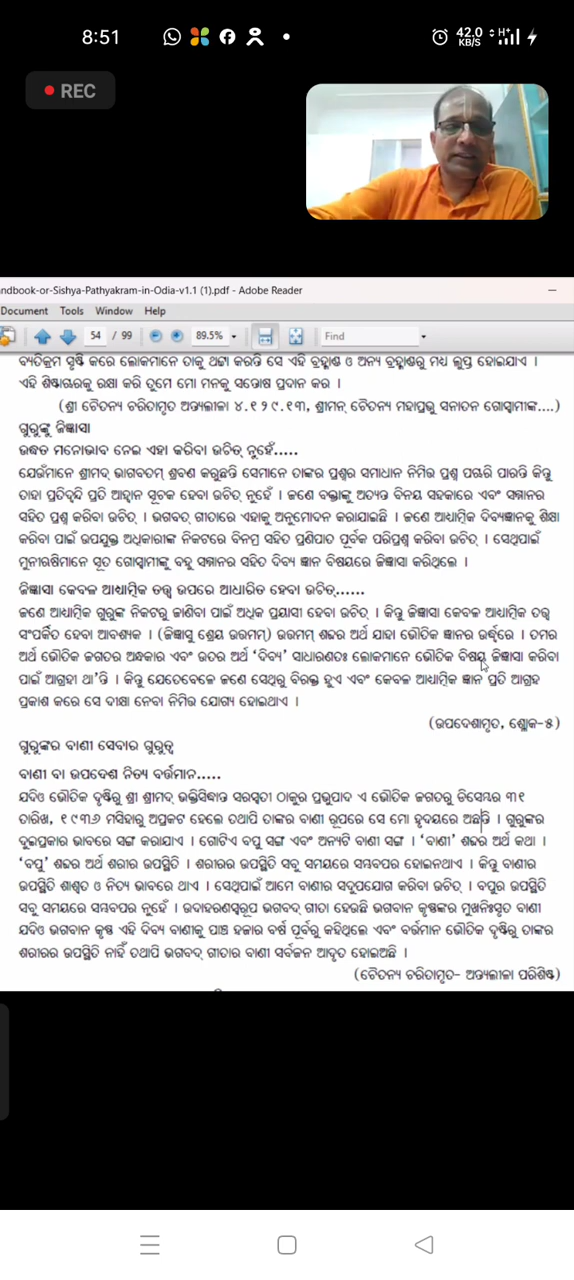 8:51
42.0
KB/S
H+
REC
ndbook-or-Sishya-Pathyakram-in-Odia-v1.1 (1).pdf - Adobe Reader
Document Tools Window Help
54 / 99 89.5% Find
ବ୍ୟତିକ୍ରମ ସୃଷ୍ଟି କରେ ଲୋକମାନେ ତାକୁ ଥଟ୍ଟା କରନ୍ତି ସେ ଏହି ବ୍ରହ୍ମାଣ୍ଡ ଓ ଅନ୍ୟ ବ୍ରହ୍ମାଣ୍ଡରୁ ମଧ୍ୟ ଲୁପ୍ତ ହୋଇଯାଏ ।
ଏହି ଶିଷ୍ଟାଚାରକୁ ରକ୍ଷା କରି ତୁମେ ମୋ ମନକୁ ସନ୍ତୋଷ ପ୍ରଦାନ କର ।
(ଶ୍ରୀ ଚୈତନ୍ୟ ଚରିତାମୃତ ଅନ୍ତ୍ୟଲୀଳା ୪.୧୨୯.୧୩, ଶ୍ରୀମନ୍ ଚୈତନ୍ୟ ମହାପ୍ରଭୁ ସନାତନ ଗୋସ୍ୱାମୀଙ୍କ....)
ଗୁରୁଙ୍କୁ ଜିଜ୍ଞାସା
ଉଦ୍ଧତ ମନୋଭାବ ନେଇ ଏହା କରିବା ଉଚିତ୍ ନୁହେଁ.....
ଯେଉଁମାନେ ଶ୍ରୀମଦ୍ ଭାଗବତମ୍ ଶ୍ରବଣ କରୁଛନ୍ତି ସେମାନେ ତାଙ୍କର ପ୍ରଶ୍ନର ସମାଧାନ ନିମିତ୍ତ ପ୍ରଶ୍ନ ପଚାରି ପାରନ୍ତି କିନ୍ତୁ
ତାହା ପ୍ରତିଦ୍ୱନ୍ଦି ପ୍ରତି ଆହ୍ୱାନ ସୂଚକ ହେବା ଉଚିତ୍ ନୁହେଁ । ଜଣେ ବକ୍ତାଙ୍କୁ ଅତ୍ୟନ୍ତ ବିନୟ ସହକାରେ ଏବଂ ସମ୍ମାନର
ସହିତ ପ୍ରଶ୍ନ କରିବା ଉଚିତ୍ । ଭଗବତ୍ ଗୀତାରେ ଏହାକୁ ଅନୁମୋଦନ କରାଯାଇଛି । ଜଣେ ଆଧ୍ୟାତ୍ମିକ ଦିବ୍ୟଜ୍ଞାନକୁ ଶିକ୍ଷା
କରିବା ପାଇଁ ଉପଯୁକ୍ତ ଅଧିକାରୀଙ୍କ ନିକଟରେ ବିନମ୍ର ସହିତ ପ୍ରଣିପାତ ପୂର୍ବକ ପରିପ୍ରଶ୍ନ କରିବା ଉଚିତ୍ । ସେଥିପାଇଁ
ମୁନୀଋଷିମାନେ ସୂତ ଗୋସ୍ୱାମୀଙ୍କୁ ବହୁ ସମ୍ମାନର ସହିତ ଦିବ୍ୟ ଜ୍ଞାନ ବିଷୟରେ ଜିଜ୍ଞାସା କରିଥିଲେ ।
ଜିଜ୍ଞାସା କେବଳ ଆଧ୍ୟାତ୍ମିକ ତତ୍ତ୍ୱ ଉପରେ ଆଧାରିତ ହେବା ଉଚିତ୍......
ଜଣେ ଆଧ୍ୟାତ୍ମିକ ଗୁରୁଙ୍କ ନିକଟରୁ ଜାଣିବା ପାଇଁ ଅଧିକ ପ୍ରୟାସୀ ହେବା ଉଚିତ୍ । କିନ୍ତୁ ଜିଜ୍ଞାସା କେବଳ ଆଧ୍ୟାତ୍ମିକ ତତ୍ତ୍ୱ
ସଂପର୍କିତ ହେବା ଆବଶ୍ୟକ । (ଜିଜ୍ଞାସୁ ଶ୍ରେୟ ଉତ୍ତମମ୍) ଉତ୍ତମମ୍ ଶବ୍ଦର ଅର୍ଥ ଯାହା ଭୌତିକ ଜ୍ଞାନର ଉର୍ଦ୍ଧ୍ୱରେ । ତମର
ଅର୍ଥ ଭୌତିକ ଜଗତର ଅନ୍ଧକାର ଏବଂ ଉତର ଅର୍ଥ 'ଦିବ୍ୟ' ସାଧାରଣତଃ ଲୋକମାନେ ଭୌତିକ ବିଷୟ ଜିଜ୍ଞାସା କରିବା
ପାଇଁ ଆଗ୍ରହୀ ଥା'ନ୍ତି । କିନ୍ତୁ ଯେତେବେଳେ ଜଣେ ସେଥିରୁ ବିରକ୍ତ ହୁଏ ଏବଂ କେବଳ ଆଧ୍ୟାତ୍ମିକ ଜ୍ଞାନ ପ୍ରତି ଆଗ୍ରହ
ପ୍ରକାଶ କରେ ସେ ଦୀକ୍ଷା ନେବା ନିମିତ୍ତ ଯୋଗ୍ୟ ହୋଇଥାଏ ।
(ଉପଦେଶାମୃତ, ଶ୍ଳୋକ-୫)
ଗୁରୁଙ୍କର ବାଣୀ ସେବାର ଗୁରୁତ୍ୱ
ବାଣୀ ବା ଉପଦେଶ ନିତ୍ୟ ବର୍ତ୍ତମାନ.....
ଯଦିଓ ଭୌତିକ ଦୃଷ୍ଟିରୁ ଶ୍ରୀ ଶ୍ରୀମଦ୍ ଭକ୍ତିସିଦ୍ଧାନ୍ତ ସରସ୍ୱତୀ ଠାକୁର ପ୍ରଭୁପାଦ ଏ ଭୌତିକ ଜଗତରୁ ଡିସେମ୍ବର ୩୧
ତାରିଖ, ୧୯୩୬ ମସିହାରୁ ଅପ୍ରକଟ ହେଲେ ତଥାପି ତାଙ୍କର ବାଣୀ ରୂପରେ ସେ ମୋ ହୃଦୟରେ ଅଛନ୍ତି । ଗୁରୁଙ୍କର
ଦୁଇପ୍ରକାର ଭାବରେ ସଙ୍ଗ କରାଯାଏ । ଗୋଟିଏ ବପୁ ସଙ୍ଗ ଏବଂ ଅନ୍ୟଟି ବାଣୀ ସଙ୍ଗ । 'ବାଣୀ' ଶବ୍ଦର ଅର୍ଥ କଥା ।
'ବପୁ' ଶବ୍ଦର ଅର୍ଥ ଶରୀର ଉପସ୍ଥିତି । ଶରୀରର ଉପସ୍ଥିତି ସବୁ ସମୟରେ ସମ୍ଭବପର ହୋଇନଥାଏ । କିନ୍ତୁ ବାଣୀର
ଉପସ୍ଥିତି ଶାଶ୍ୱତ ଓ ନିତ୍ୟ ଭାବରେ ଥାଏ । ସେଥିପାଇଁ ଆମେ ବାଣୀର ସଦୁପଯୋଗ କରିବା ଉଚିତ୍ । ବପୁର ଉପସ୍ଥିତି
ସବୁ ସମୟରେ ସମ୍ଭବପର ନୁହେଁ । ଉଦାହରଣସ୍ୱରୂପ ଭଗବଦ୍ ଗୀତା ହେଉଛି ଭଗବାନ କୃଷ୍ଣଙ୍କର ମୁଖନିଃସୃତ ବାଣୀ
ଯଦିଓ ଭଗବାନ କୃଷ୍ଣ ଏହି ଦିବ୍ୟ ବାଣୀକୁ ପାଞ୍ଚ ହଜାର ବର୍ଷ ପୂର୍ବରୁ କହିଥିଲେ ଏବଂ ବର୍ତ୍ତମାନ ଭୌତିକ ଦୃଷ୍ଟିରୁ ତାଙ୍କର
ଶରୀରର ଉପସ୍ଥିତି ନାହିଁ ତଥାପି ଭଗବଦ୍ ଗୀତାର ବାଣୀ ସର୍ବଜନ ଆଦୃତ ହୋଇଅଛି ।
(ଚୈତନ୍ୟ ଚରିତାମୃତ- ଅନ୍ତ୍ୟଲୀଳା ପରିଶିଷ୍ଟ)